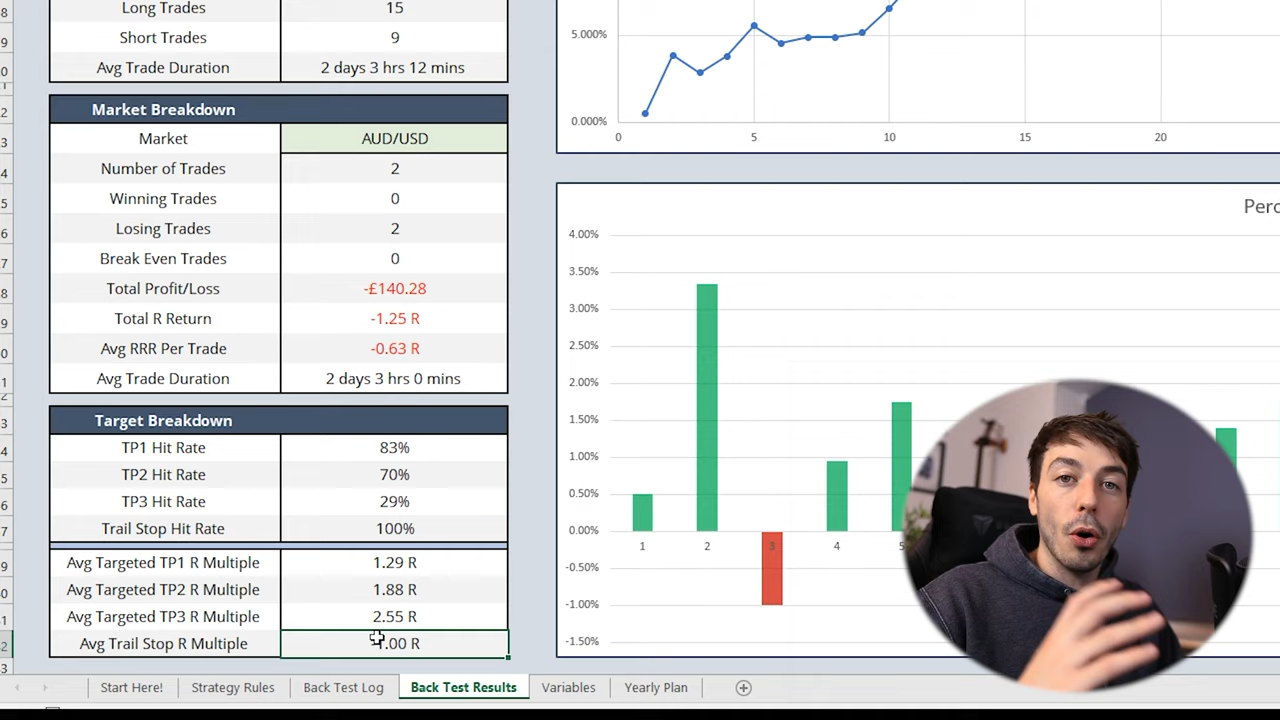 Long Trades 15
Short Trades 9
Avg Trade Duration 2 days 3 hrs 12 mins
Market Breakdown
Market AUD/USD
Number of Trades 2
Winning Trades 0
Losing Trades 2
Break Even Trades 0
Total Profit/Loss -£140.28
Total R Return -1.25 R
Avg RRR Per Trade -0.63 R
Avg Trade Duration 2 days 3 hrs 0 mins
Target Breakdown
TP1 Hit Rate 83%
TP2 Hit Rate 70%
TP3 Hit Rate 29%
Trail Stop Hit Rate 100%
Avg Targeted TP1 R Multiple 1.29 R
Avg Targeted TP2 R Multiple 1.88 R
Avg Targeted TP3 R Multiple 2.55 R
Avg Trail Stop R Multiple .00 R
5.000%
0.000%
0 5 10 15 20
Perc
4.00%
3.50%
3.00%
2.50%
2.00%
1.50%
1.00%
0.50%
0.00%
1 2 3 4 5
-0.50%
-1.00%
-1.50%
Start Here! Strategy Rules Back Test Log Back Test Results Variables Yearly Plan